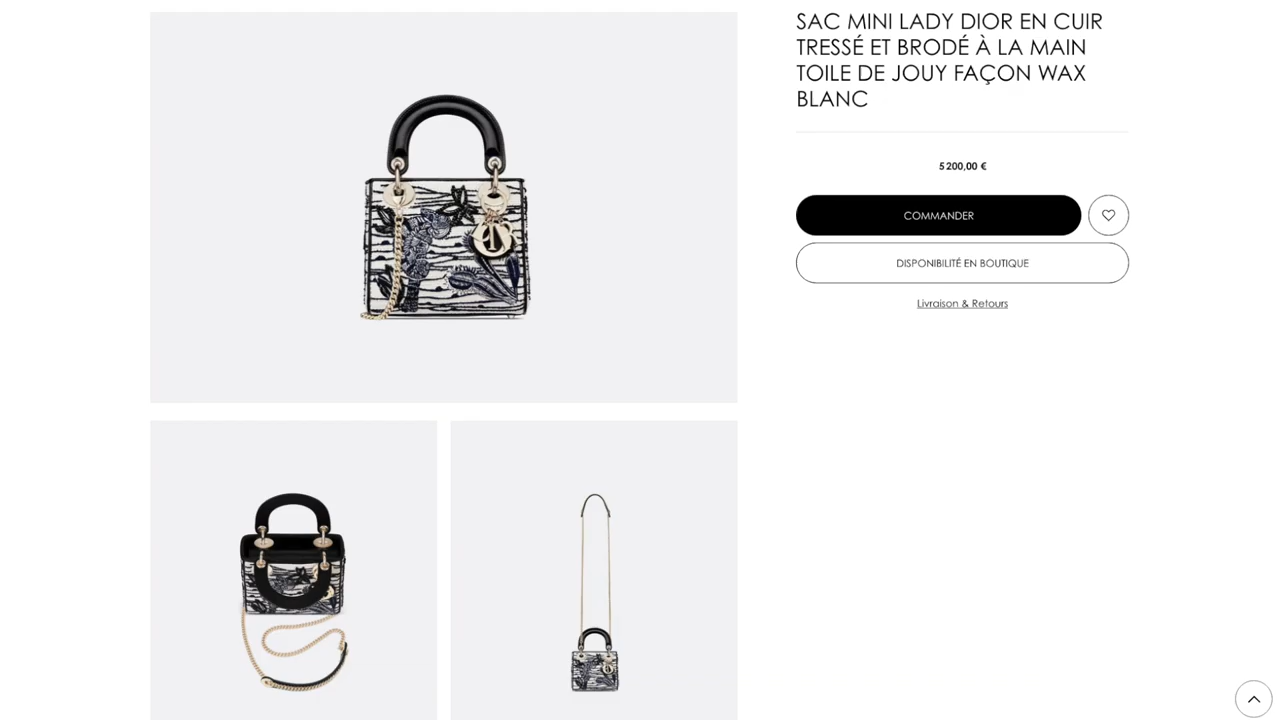 SAC MINI LADY DIOR EN CUIR
TRESSÉ ET BRODÉ À LA MAIN
TOILE DE JOUY FAÇON WAX
BLANC
5 200,00 €
COMMANDER
DISPONIBILITÉ EN BOUTIQUE
Livraison & Retours